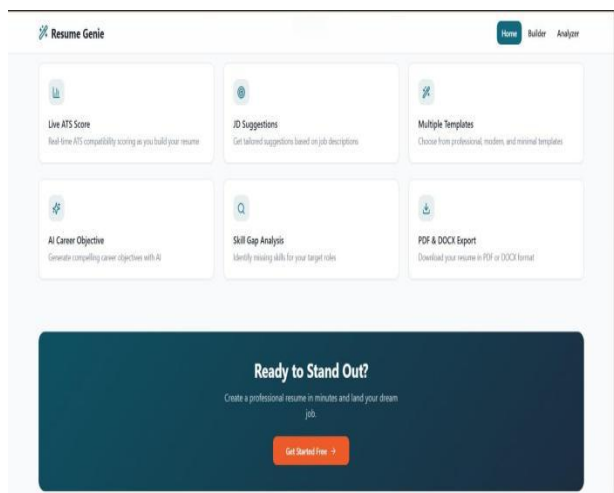 Resume Genie
Home Builder Analyzer
Live ATS Score
Real-time ATS compatibility scoring as you build your resume
JD Suggestions
Get tailored suggestions based on job descriptions
Multiple Templates
Choose from professional, modern, and minimal templates
AI Career Objective
Generate compelling career objectives with AI
Skill Gap Analysis
Identify missing skills for your target roles
PDF & DOCX Export
Download your resume in PDF or DOCX format
Ready to Stand Out?
Create a professional resume in minutes and land your dream
job.
Get Started Free →